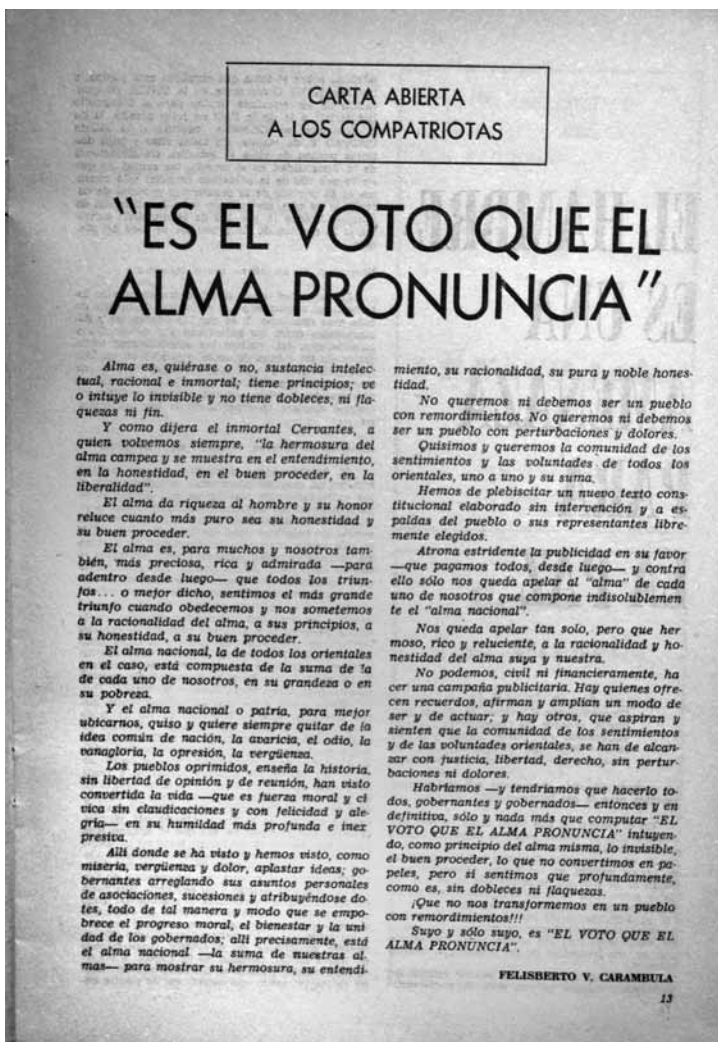 CARTA ABIERTA
A LOS COMPATRIOTAS
"ES EL VOTO QUE EL
ALMA PRONUNCIA"
Alma es, quiérase o no, sustancia intelec-
tual, racional e inmortal; tiene principios; ve
o intuye lo invisible y no tiene dobleces, ni fla-
quezas ni fin.
Y como dijera el inmortal Cervantes, a
quien volvemos siempre, "la hermosura del
alma campea y se muestra en el entendimiento,
en la honestidad, en el buen proceder, en la
liberalidad".
El alma da riqueza al hombre y su honor
reluce cuanto más puro sea su honestidad y
su buen proceder.
El alma es, para muchos y nosotros tam-
bién, más preciosa, rica y admirada —para
adentro desde luego— que todos los triun-
fos... o mejor dicho, sentimos el más grande
triunfo cuando obedecemos y nos sometemos
a la racionalidad del alma, a sus principios, a
su honestidad, a su buen proceder.
El alma nacional, la de todos los orientales
en el caso, está compuesta de la suma de la
de cada uno de nosotros, en su grandeza o en
su pobreza.
Y el alma nacional o patria, para mejor
ubicarnos, quiso y quiere siempre quitar de la
idea común de nación, la avaricia, el odio, la
vanagloria, la opresión, la vergüenza.
Los pueblos oprimidos, enseña la historia,
sin libertad de opinión y de reunión, han visto
convertida la vida —que es fuerza moral y cí
vica sin claudicaciones y con felicidad y ale-
gría— en su humildad más profunda e inex
presiva.
Allí donde se ha visto y hemos visto, como
miseria, vergüenza y dolor, aplastar ideas; go-
bernantes arreglando sus asuntos personales
de asociaciones, sucesiones y atribuyéndose do-
tes, todo de tal manera y modo que se empo-
brece el progreso moral, el bienestar y la uni
dad de los gobernados; allí precisamente, está
el alma nacional —la suma de nuestras al-
mas— para mostrar su hermosura, su entendi-
miento, su racionalidad, su pura y noble hones-
tidad.
No queremos ni debemos ser un pueblo
con remordimientos. No queremos ni debemos
ser un pueblo con perturbaciones y dolores.
Quisimos y queremos la comunidad de los
sentimientos y las voluntades de todos los
orientales, uno a uno y su suma.
Hemos de plebiscitar un nuevo texto cons-
titucional elaborado sin intervención y a es-
paldas del pueblo o sus representantes libre-
mente elegidos.
Atrona estridente la publicidad en su favor
—que pagamos todos, desde luego— y contra
ello sólo nos queda apelar al "alma" de cada
uno de nosotros que compone indisolublemen
te el "alma nacional".
Nos queda apelar tan solo, pero que her
moso, rico y reluciente, a la racionalidad y ho-
nestidad del alma suya y nuestra.
No podemos, civil ni financieramente, ha
cer una campaña publicitaria. Hay quienes ofre-
cen recuerdos, afirman y amplían un modo de
ser y de actuar; y hay otros, que aspiran y
sienten que la comunidad de los sentimientos
y de las voluntades orientales, se han de alcan-
zar con justicia, libertad, derecho, sin pertur-
baciones ni dolores.
Habríamos —y tendríamos que hacerlo to-
dos, gobernantes y gobernados— entonces y en
definitiva, sólo y nada más que computar "EL
VOTO QUE EL ALMA PRONUNCIA" intuyen-
do, como principio del alma misma, lo invisible,
el buen proceder, lo que no convertimos en pa-
peles, pero sí sentimos que profundamente,
como es, sin dobleces ni flaquezas.
¡Que no nos transformemos en un pueblo
con remordimientos!!!
Suyo y sólo suyo, es "EL VOTO QUE EL
ALMA PRONUNCIA".
FELISBERTO V. CARAMBULA
13